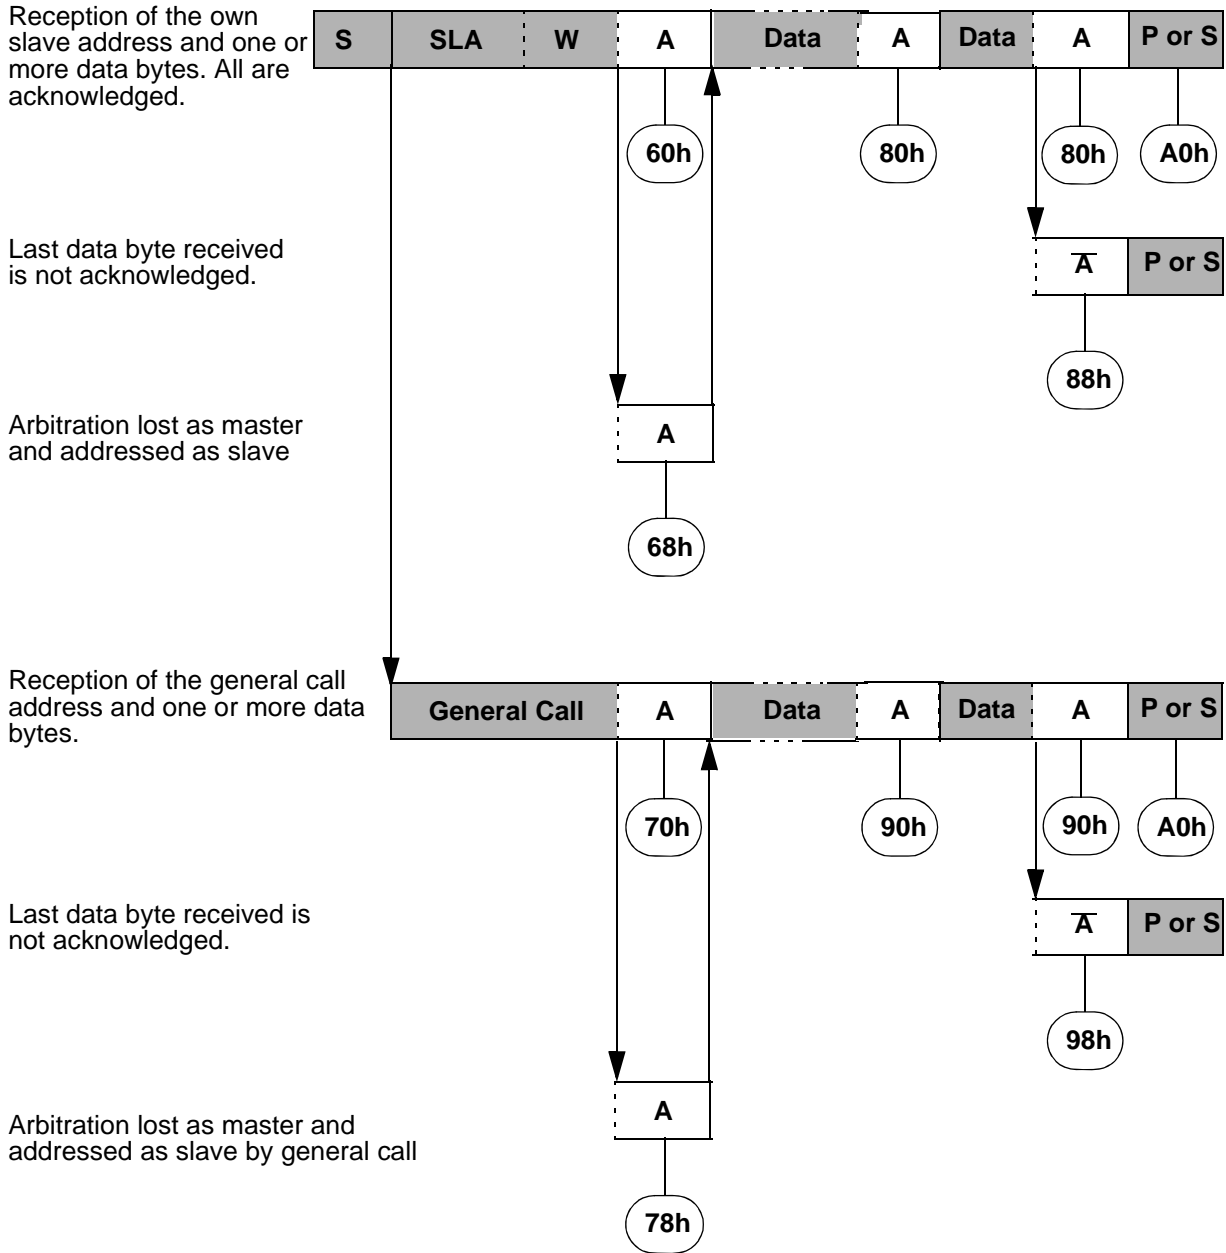 Reception of the own
slave address and one or
more data bytes. All are
acknowledged.
S SLA W A Data A Data A P or S
60h 80h 80h A0h
Last data byte received
is not acknowledged.
A̅ P or S
88h
Arbitration lost as master
and addressed as slave
A
68h
Reception of the general call
address and one or more data
bytes.
General Call A Data A Data A P or S
70h 90h 90h A0h
Last data byte received is
not acknowledged.
A̅ P or S
98h
Arbitration lost as master and
addressed as slave by general call
A
78h